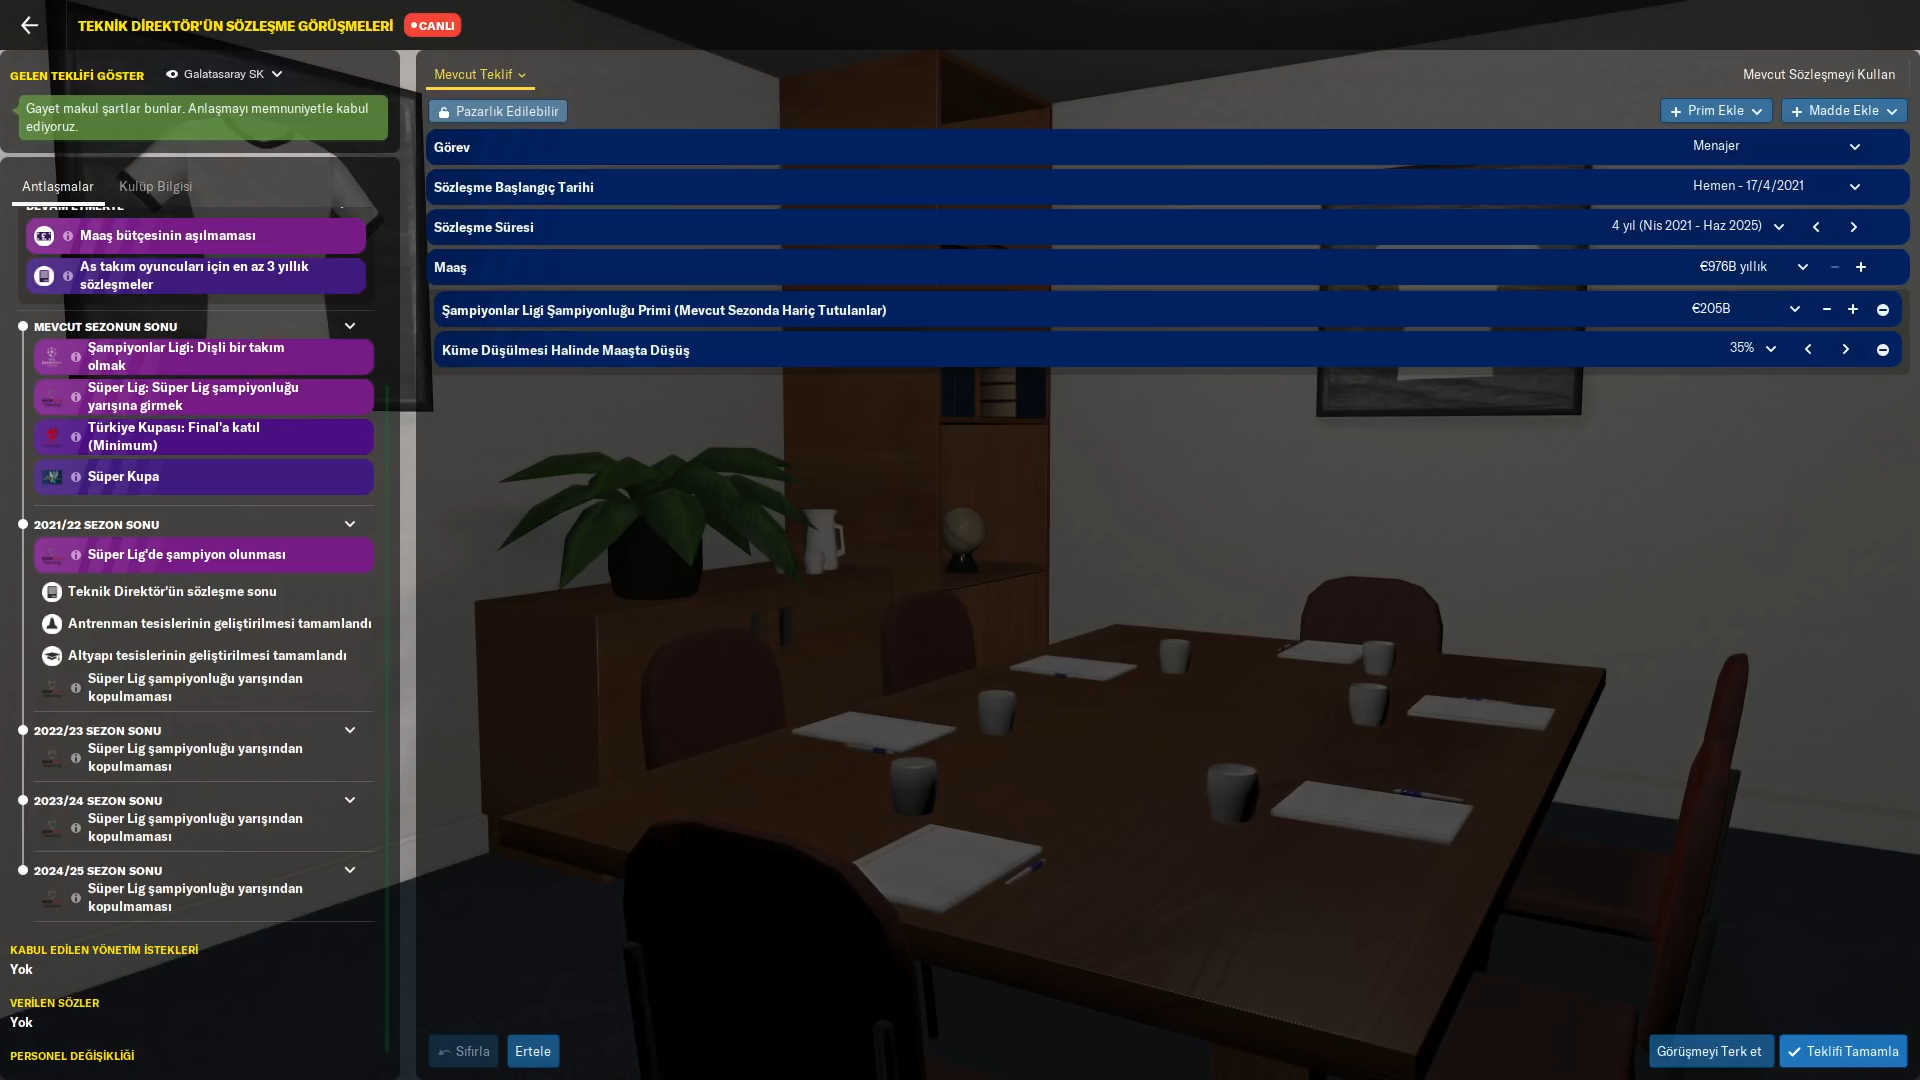 TEKNİK DİREKTÖR'ÜN SÖZLEŞME GÖRÜŞMELERİ
CANLI
GELEN TEKLİFİ GÖSTER
Galatasaray SK
Gayet makul şartlar bunlar. Anlaşmayı memnuniyetle kabul
ediyoruz.
Antlaşmalar
Kulüp Bilgisi
DEVAM ETMEKTE
Maaş bütçesinin aşılmaması
As takım oyuncuları için en az 3 yıllık
sözleşmeler
MEVCUT SEZONUN SONU
Şampiyonlar Ligi: Dişli bir takım
olmak
Süper Lig: Süper Lig şampiyonluğu
yarışına girmek
Türkiye Kupası: Final'a katıl
(Minimum)
Süper Kupa
2021/22 SEZON SONU
Süper Lig'de şampiyon olunması
Teknik Direktör'ün sözleşme sonu
Antrenman tesislerinin geliştirilmesi tamamlandı
Altyapı tesislerinin geliştirilmesi tamamlandı
Süper Lig şampiyonluğu yarışından
kopulmaması
2022/23 SEZON SONU
Süper Lig şampiyonluğu yarışından
kopulmaması
2023/24 SEZON SONU
Süper Lig şampiyonluğu yarışından
kopulmaması
2024/25 SEZON SONU
Süper Lig şampiyonluğu yarışından
kopulmaması
KABUL EDİLEN YÖNETİM İSTEKLERİ
Yok
VERİLEN SÖZLER
Yok
PERSONEL DEĞİŞİKLİĞİ
Mevcut Teklif
Mevcut Sözleşmeyi Kullan
Pazarlık Edilebilir
Prim Ekle
Madde Ekle
Görev
Menajer
Sözleşme Başlangıç Tarihi
Hemen - 17/4/2021
Sözleşme Süresi
4 yıl (Nis 2021 - Haz 2025)
Maaş
€976B yıllık
Şampiyonlar Ligi Şampiyonluğu Primi (Mevcut Sezonda Hariç Tutulanlar)
€205B
Küme Düşülmesi Halinde Maaşta Düşüş
35%
Sıfırla
Ertele
Görüşmeyi Terk et
Teklifi Tamamla